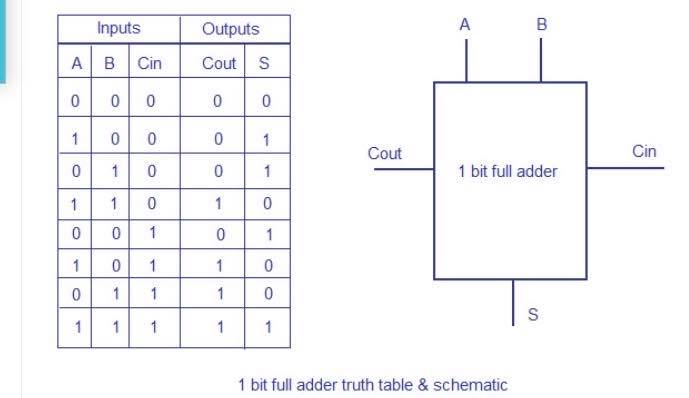 Inputs Outputs
A B Cin Cout S
0 0 0 0 0
1 0 0 0 1
0 1 0 0 1
1 1 0 1 0
0 0 1 0 1
1 0 1 1 0
0 1 1 1 0
1 1 1 1 1
A B
Cout Cin
1 bit full adder
S
1 bit full adder truth table & schematic